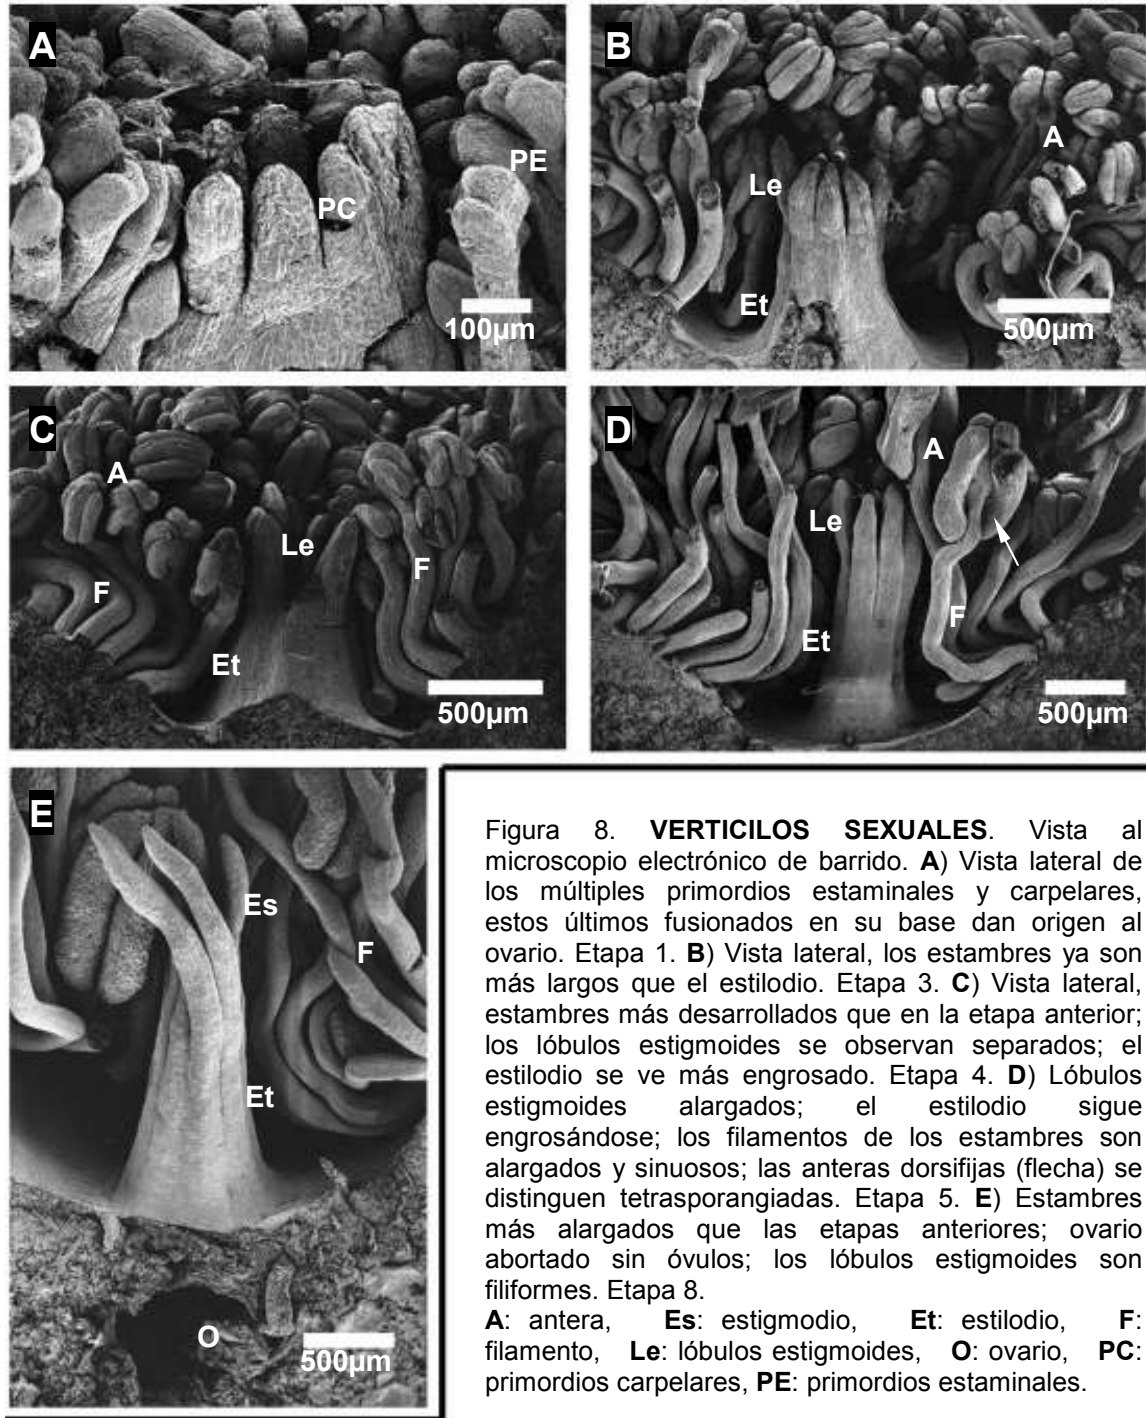 A
PE
PC
100µm
B
A
Le
Et
500µm
C
A
Le
F
F
Et
500µm
D
A
Le
F
Et
500µm
E
Es
F
Et
O
500µm
Figura 8. VERTICILOS SEXUALES. Vista al
microscopio electrónico de barrido. A) Vista lateral de
los múltiples primordios estaminales y carpelares,
estos últimos fusionados en su base dan origen al
ovario. Etapa 1. B) Vista lateral, los estambres ya son
más largos que el estilodio. Etapa 3. C) Vista lateral,
estambres más desarrollados que en la etapa anterior;
los lóbulos estigmoides se observan separados; el
estilodio se ve más engrosado. Etapa 4. D) Lóbulos
estigmoides alargados; el estilodio sigue
engrosándose; los filamentos de los estambres son
alargados y sinuosos; las anteras dorsifijas (flecha) se
distinguen tetrasporangiadas. Etapa 5. E) Estambres
más alargados que las etapas anteriores; ovario
abortado sin óvulos; los lóbulos estigmoides son
filiformes. Etapa 8.
A: antera, Es: estigmodio, Et: estilodio, F:
filamento, Le: lóbulos estigmoides, O: ovario, PC:
primordios carpelares, PE: primordios estaminales.